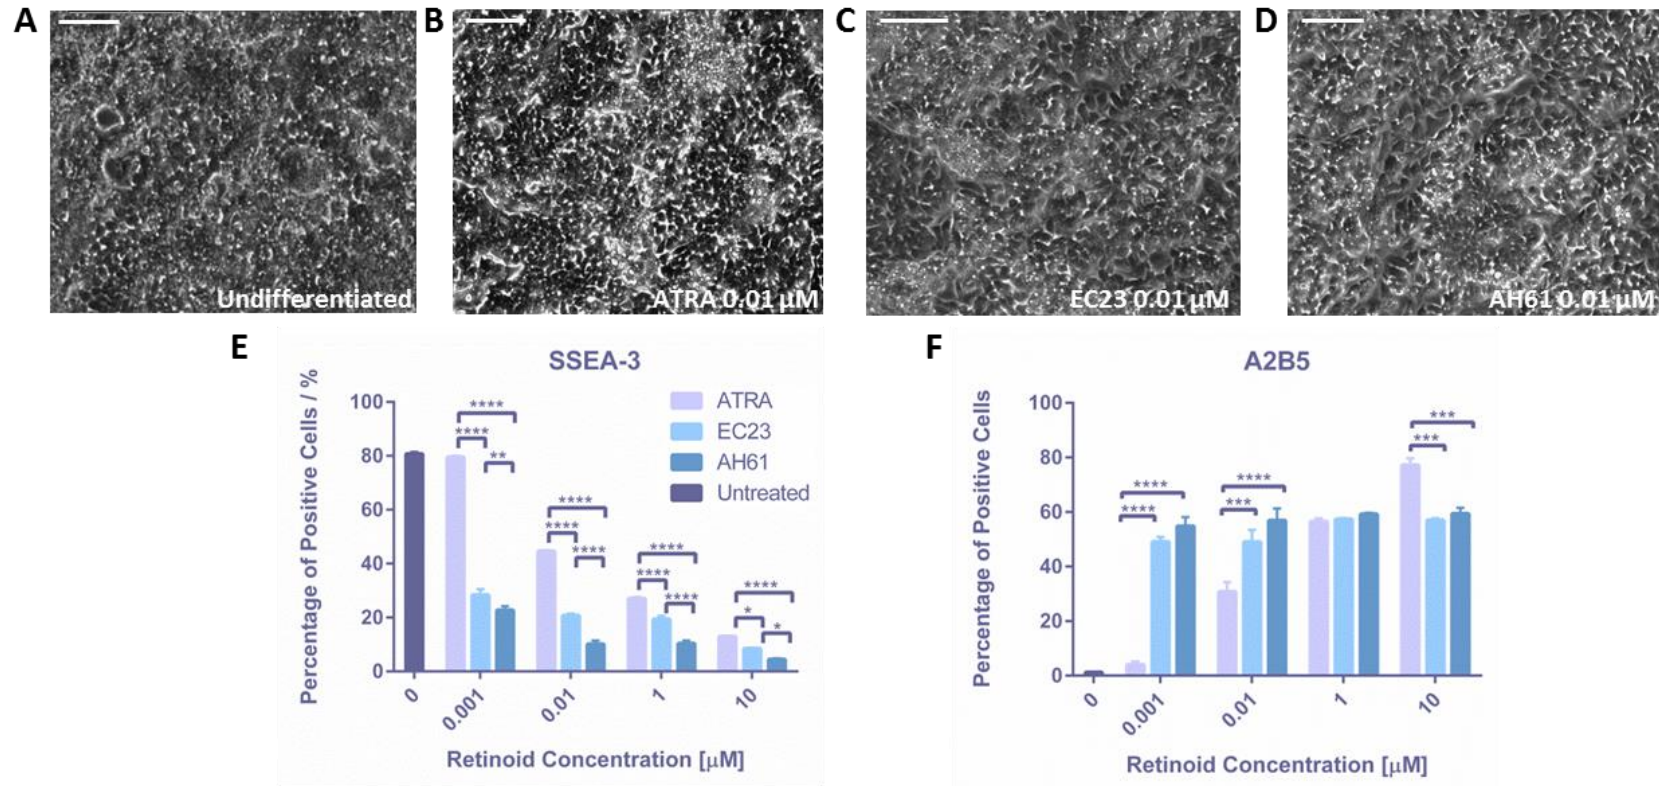 A
B
C
D
Undifferentiated
ATRA 0.01 µM
EC23 0.01 µM
AH61 0.01 µM
E
SSEA-3
Percentage of Positive Cells / %
100
80
60
40
20
0
****
****
**
****
****
****
****
****
****
****
*
*
ATRA
EC23
AH61
Untreated
0
0.001
0.01
1
10
Retinoid Concentration [µM]
F
A2B5
Percentage of Positive Cells
100
80
60
40
20
0
****
****
****
***
***
***
0
0.001
0.01
1
10
Retinoid Concentration [µM]